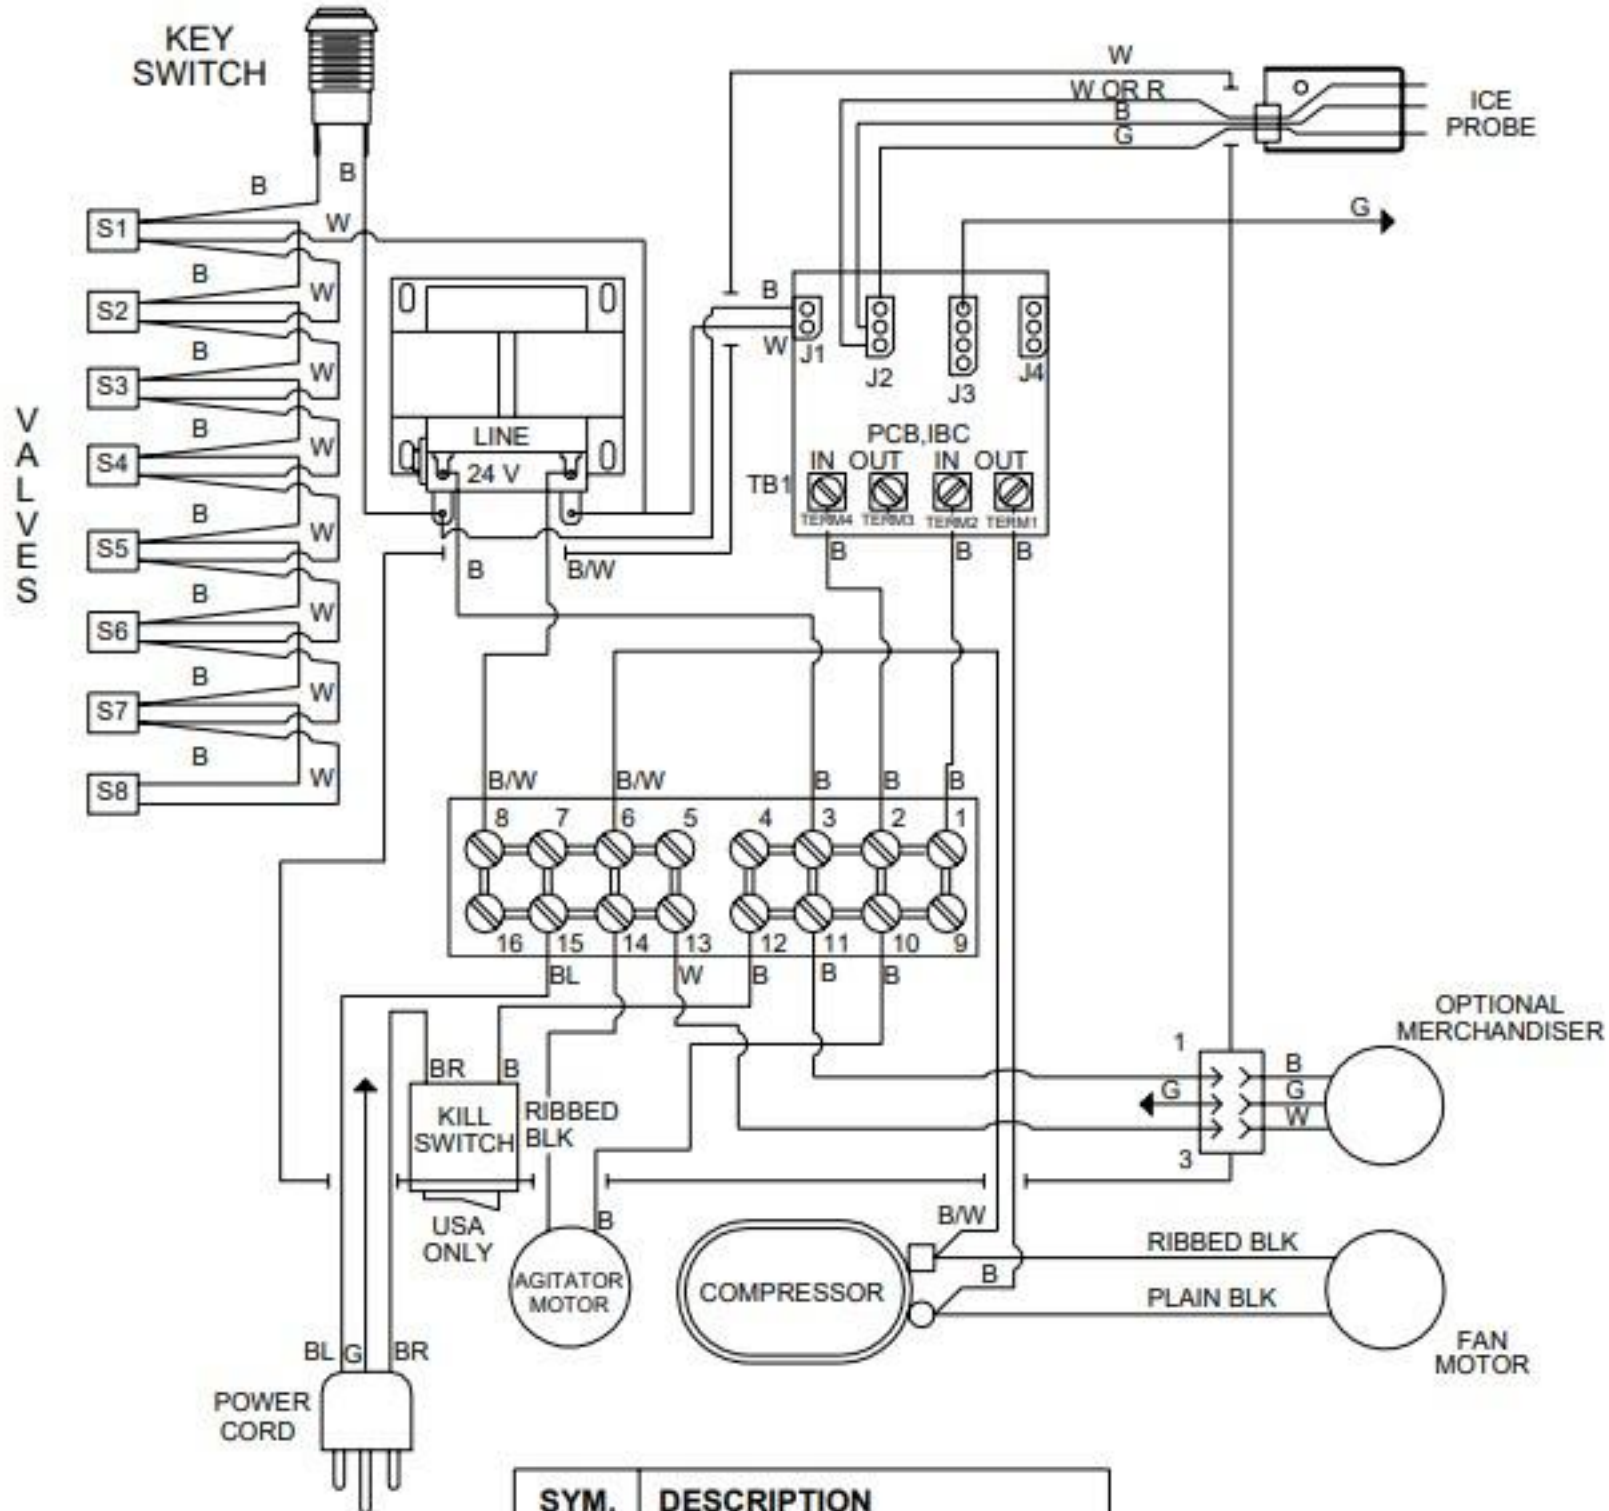 KEY
SWITCH
W
W OR R
B
G
ICE
PROBE
G
B
B
W
S1
B
W
S2
B
W
S3
B
W
S4
B
W
S5
B
W
S6
B
W
S7
B
W
S8
VALVES
LINE
24 V
B
W
J1
J2
J3
J4
PCB,IBC
IN OUT IN OUT
TB1
TERM4 TERM3 TERM2 TERM1
B
B/W
B
B
B
B/W
B/W
B
B
B
8 7 6 5 4 3 2 1
16 15 14 13 12 11 10 9
BL
W
B
B
B
OPTIONAL
MERCHANDISER
1
B
G
G
W
3
BR
B
KILL
SWITCH
RIBBED
BLK
USA
ONLY
B
AGITATOR
MOTOR
COMPRESSOR
B/W
B
RIBBED BLK
PLAIN BLK
FAN
MOTOR
BL G BR
POWER
CORD
SYM. DESCRIPTION